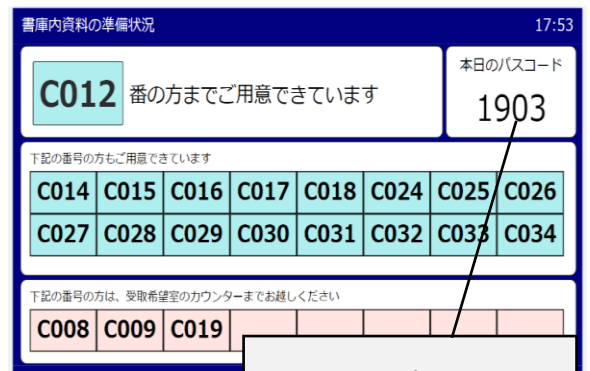 書庫内資料の準備状況 17:53
本日のパスコード
C012 番の方までご用意できています
1903
下記の番号の方もご用意できています
C014 C015 C016 C017 C018 C024 C025 C026
C027 C028 C029 C030 C031 C032 C033 C034
下記の番号の方は、受取希望室のカウンターまでお越しください
C008 C009 C019